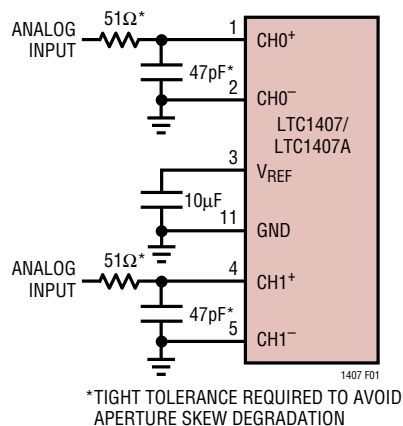 51Ω*
ANALOG
INPUT
1
CH0+
47pF*
2
CH0–
LTC1407/
LTC1407A
3
VREF
10µF
11
GND
51Ω*
ANALOG
INPUT
4
CH1+
47pF*
5
CH1–
1407 F01
*TIGHT TOLERANCE REQUIRED TO AVOID
APERTURE SKEW DEGRADATION